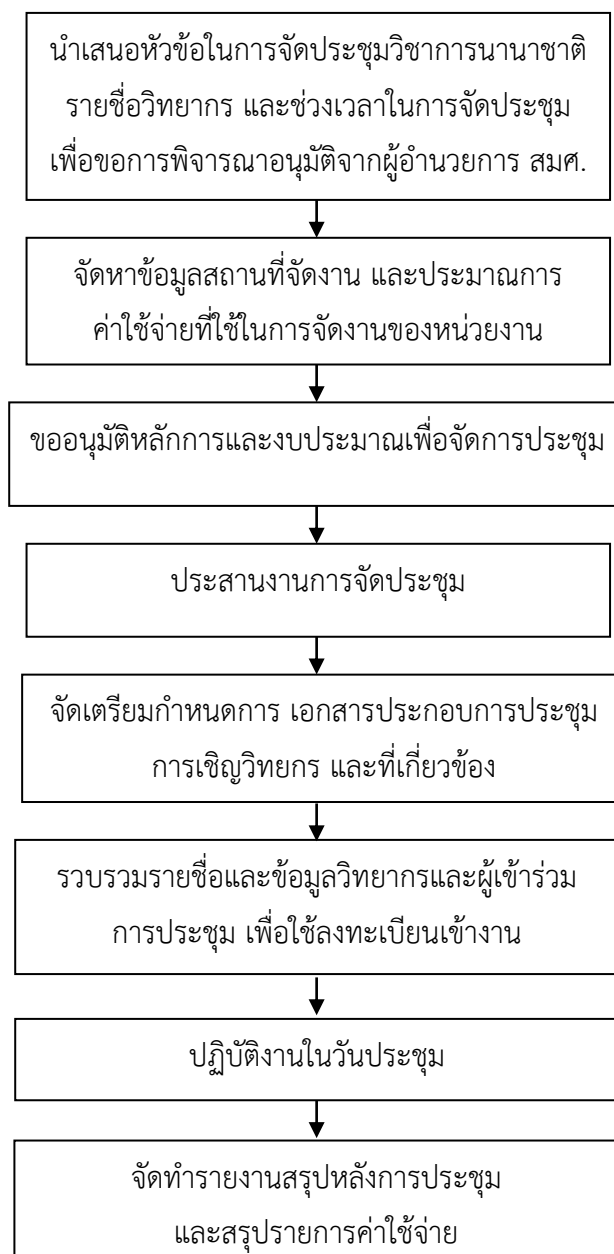 นำเสนอหัวข้อในการจัดประชุมวิชาการนานาชาติ
รายชื่อวิทยากร และช่วงเวลาในการจัดประชุม
เพื่อขอการพิจารณาอนุมัติจากผู้อำนวยการ สมศ.
จัดหาข้อมูลสถานที่จัดงาน และประมาณการ
ค่าใช้จ่ายที่ใช้ในการจัดงานของหน่วยงาน
ขออนุมัติหลักการและงบประมาณเพื่อจัดการประชุม
ประสานงานการจัดประชุม
จัดเตรียมกำหนดการ เอกสารประกอบการประชุม
การเชิญวิทยกร และที่เกี่ยวข้อง
รวบรวมรายชื่อและข้อมูลวิทยากรและผู้เข้าร่วม
การประชุม เพื่อใช้ลงทะเบียนเข้างาน
ปฏิบัติงานในวันประชุม
จัดทำรายงานสรุปหลังการประชุม
และสรุปรายการค่าใช้จ่าย